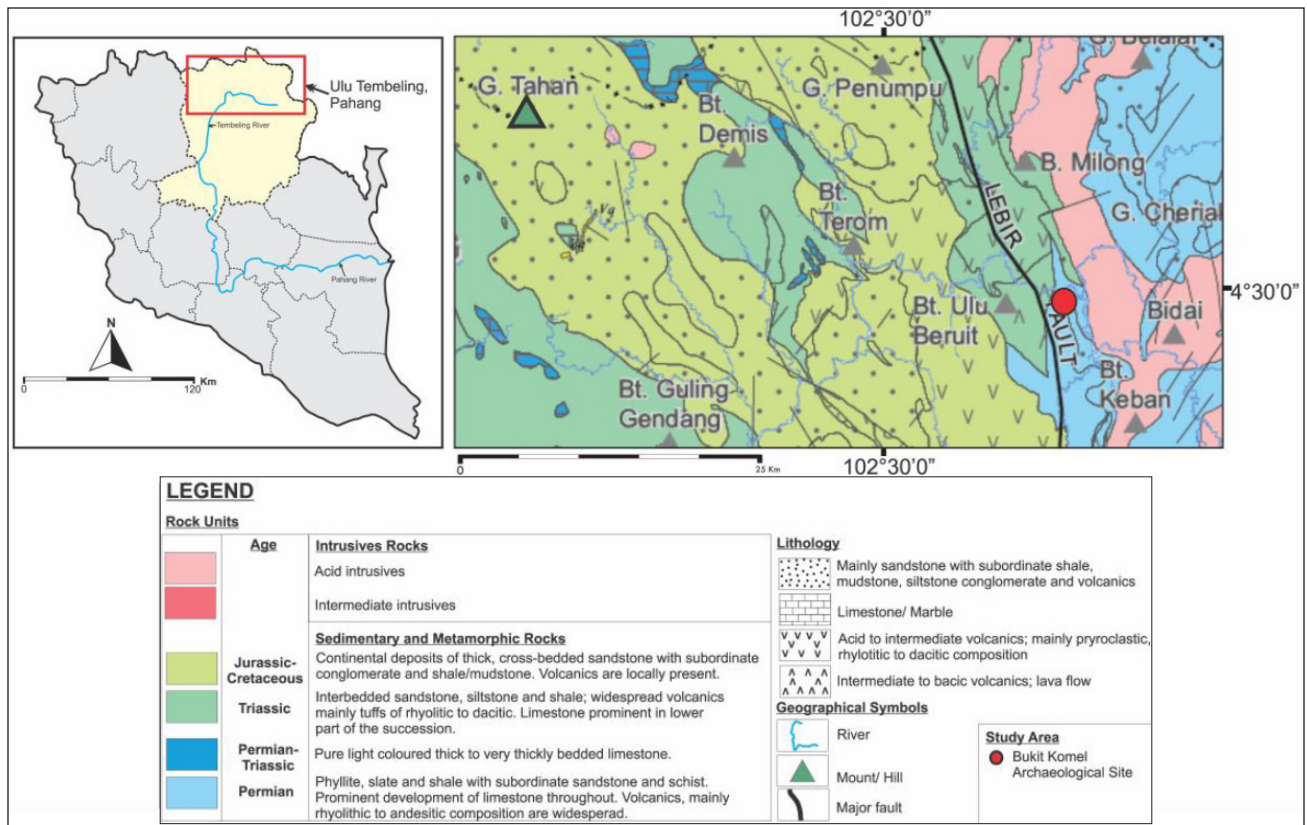 Ulu Tembeling,
Pahang
Tembeling River
Pahang River
N
0
120
Km
102°30'0"
G. Tahan
Bt.
Demis
G. Penumpu
G. Belalai
B. Milong
LEBIR
FAULT
G. Cherial
Bt.
Terom
Bt. Ulu
Beruit
4°30'0"
Bidai
Bt.
Keban
Bt. Guling
Gendang
Vq
0
25 Km
102°30'0"
LEGEND
Rock Units
Age
Intrusives Rocks
Acid intrusives
Intermediate intrusives
Sedimentary and Metamorphic Rocks
Jurassic-
Cretaceous
Continental deposits of thick, cross-bedded sandstone with subordinate
conglomerate and shale/mudstone. Volcanics are locally present.
Triassic
Interbedded sandstone, siltstone and shale; widespread volcanics
mainly tuffs of rhyolitic to dacitic. Limestone prominent in lower
part of the succession.
Permian-
Triassic
Pure light coloured thick to very thickly bedded limestone.
Permian
Phyllite, slate and shale with subordinate sandstone and schist.
Prominent development of limestone throughout. Volcanics, mainly
rhyolithic to andesitic composition are widesperad.
Lithology
Mainly sandstone with subordinate shale,
mudstone, siltstone conglomerate and volcanics
Limestone/ Marble
Acid to intermediate volcanics; mainly pryroclastic,
rhylotitic to dacitic composition
Intermediate to bacic volcanics; lava flow
Geographical Symbols
River
Mount/ Hill
Major fault
Study Area
Bukit Komel
Archaeological Site